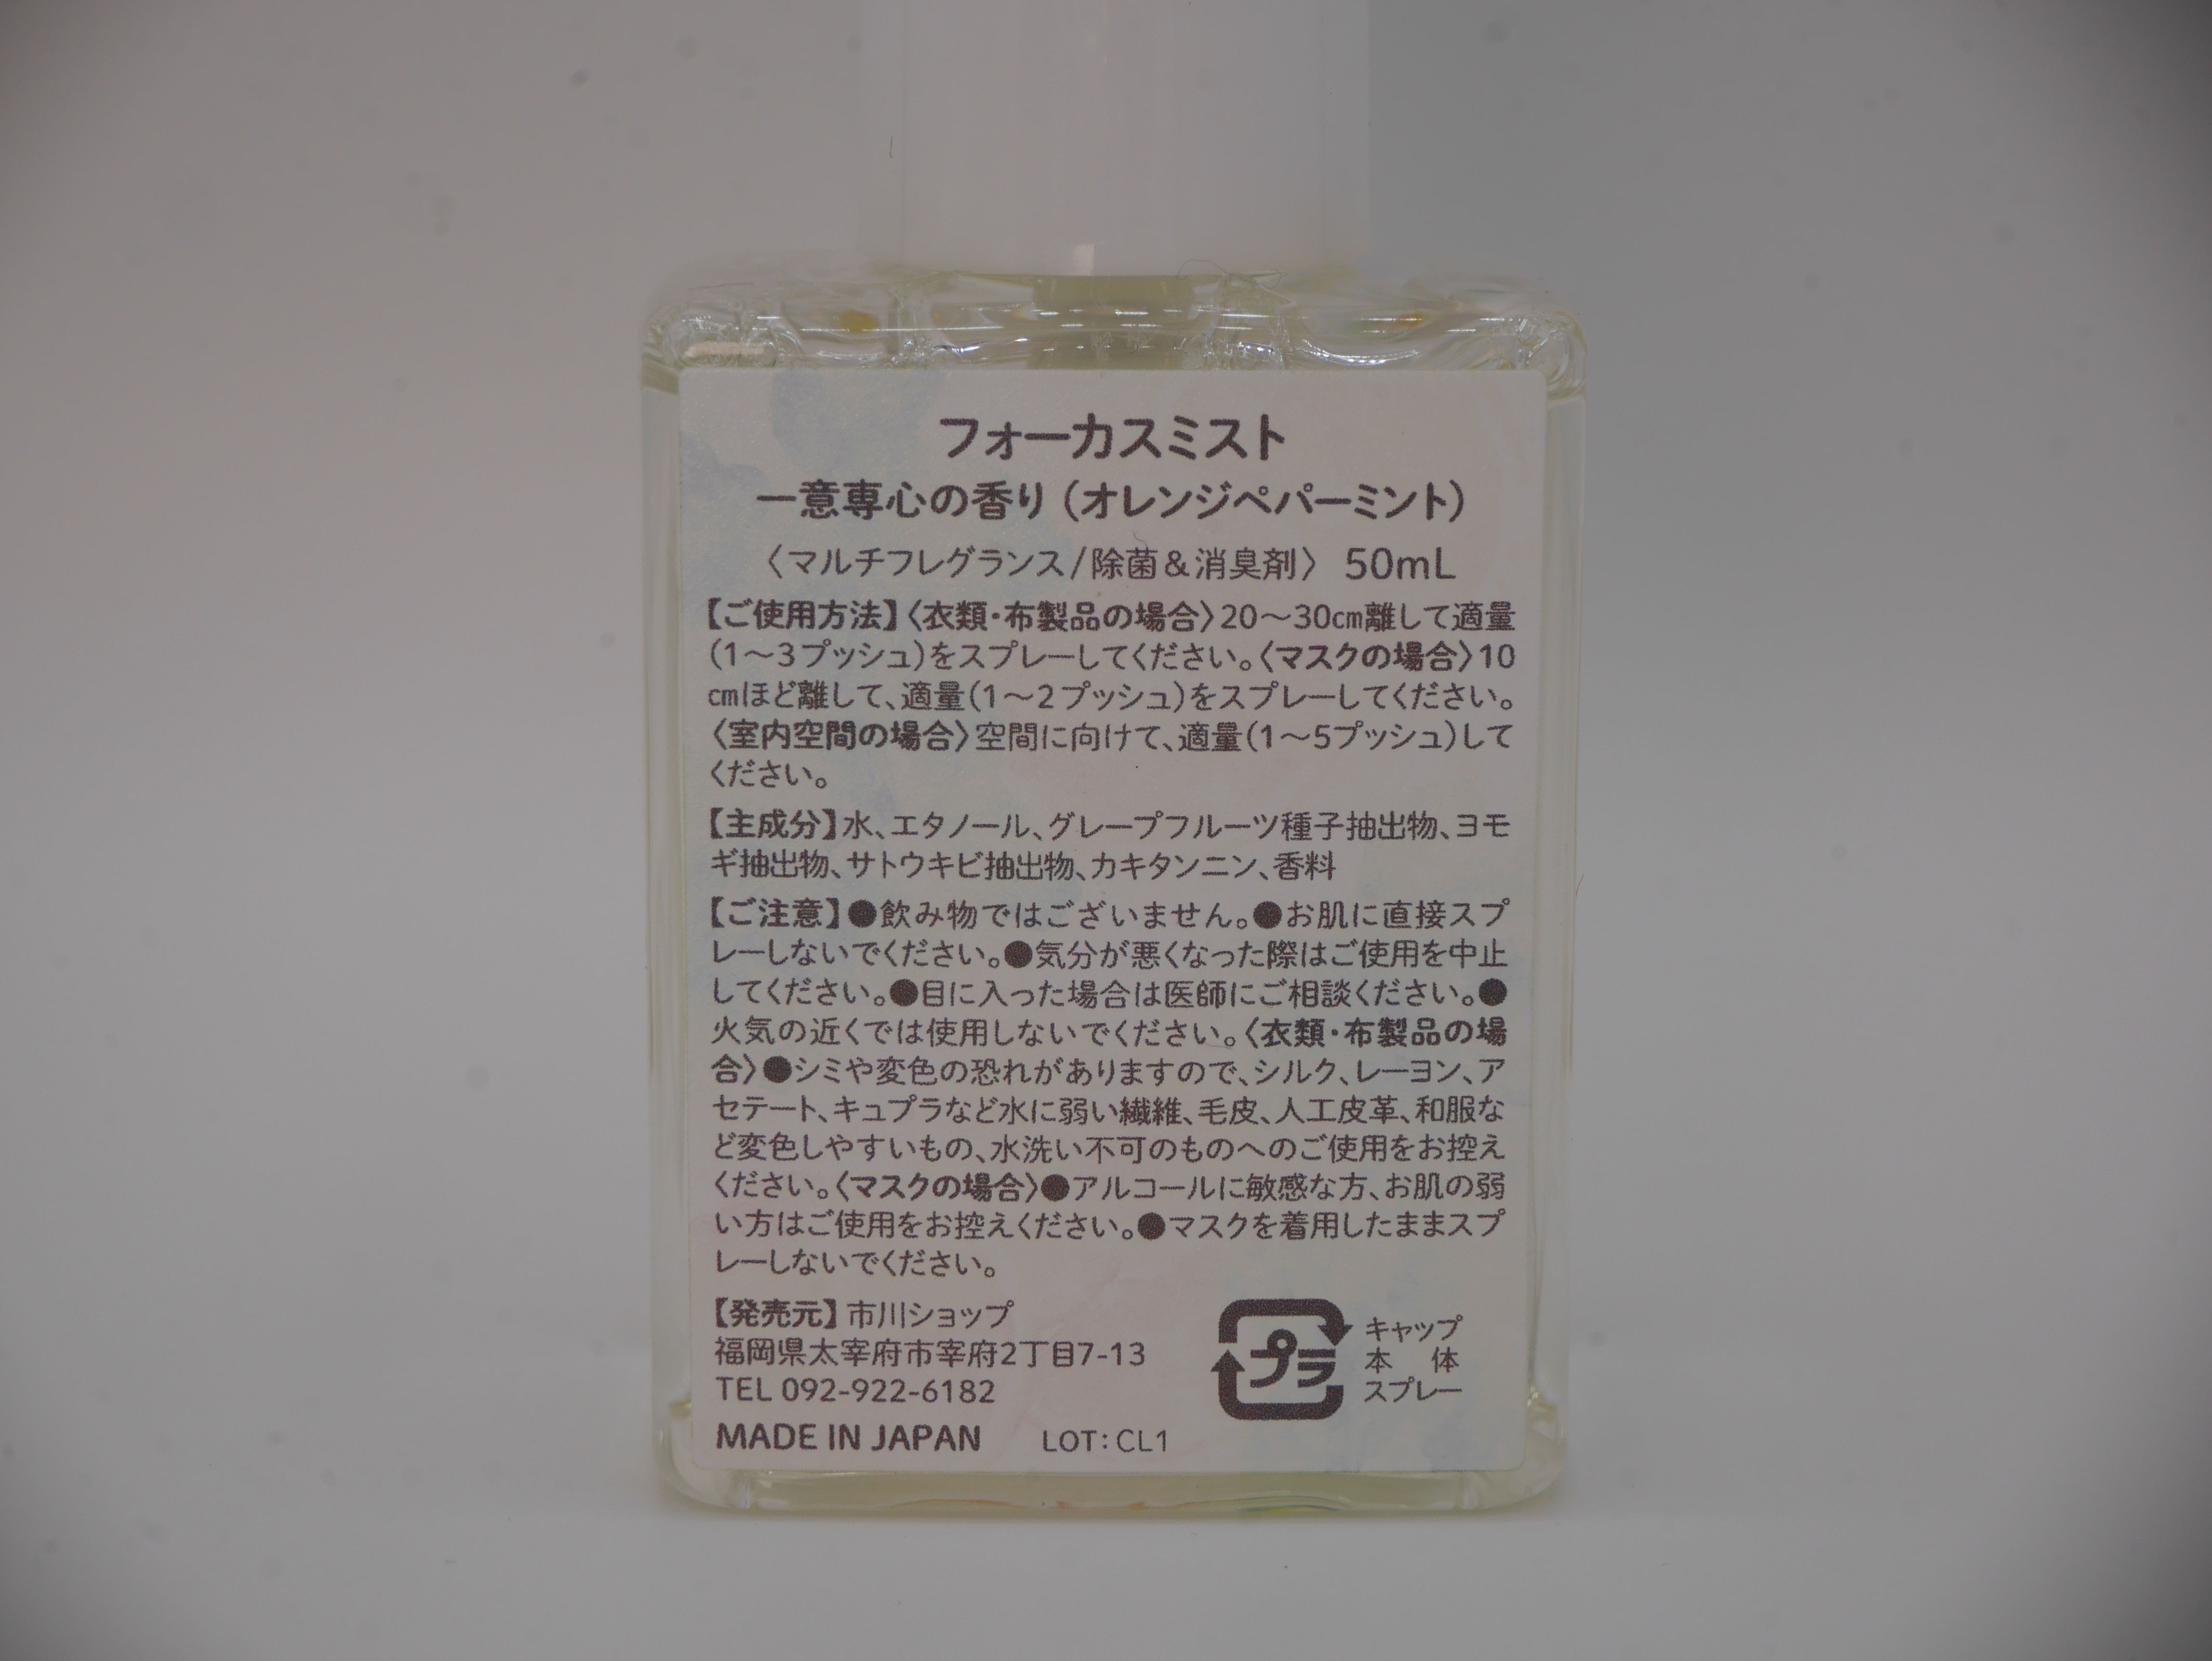 フォーカスミスト
一意専心の香り（オレンジペパーミント）
〈マルチフレグランス/除菌＆消臭剤〉 50mL
【ご使用方法】〈衣類・布製品の場合〉20〜30㎝離して適量
（1〜3プッシュ）をスプレーしてください。〈マスクの場合〉10
㎝ほど離して、適量（1〜2プッシュ）をスプレーしてください。
〈室内空間の場合〉空間に向けて、適量（1〜5プッシュ）して
ください。
【主成分】水、エタノール、グレープフルーツ種子抽出物、ヨモ
ギ抽出物、サトウキビ抽出物、カキタンニン、香料
【ご注意】●飲み物ではございません。●お肌に直接スプ
レーしないでください。●気分が悪くなった際はご使用を中止
してください。●目に入った場合は医師にご相談ください。●
火気の近くでは使用しないでください。〈衣類・布製品の場
合〉●シミや変色の恐れがありますので、シルク、レーヨン、ア
セテート、キュプラなど水に弱い繊維、毛皮、人工皮革、和服な
ど変色しやすいもの、水洗い不可のものへのご使用をお控え
ください。〈マスクの場合〉●アルコールに敏感な方、お肌の弱
い方はご使用をお控えください。●マスクを着用したままスプ
レーしないでください。
【発売元】市川ショップ
福岡県太宰府市宰府2丁目7-13
TEL 092-922-6182
MADE IN JAPAN LOT：CL1
プラ
キャップ
本 体
スプレー